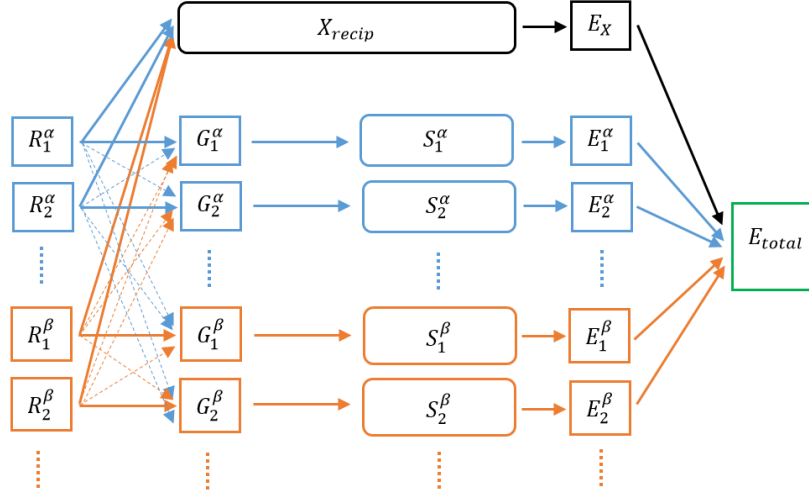 X_recip E_X
R_1^α G_1^α S_1^α E_1^α
R_2^α G_2^α S_2^α E_2^α
E_total
R_1^β G_1^β S_1^β E_1^β
R_2^β G_2^β S_2^β E_2^β